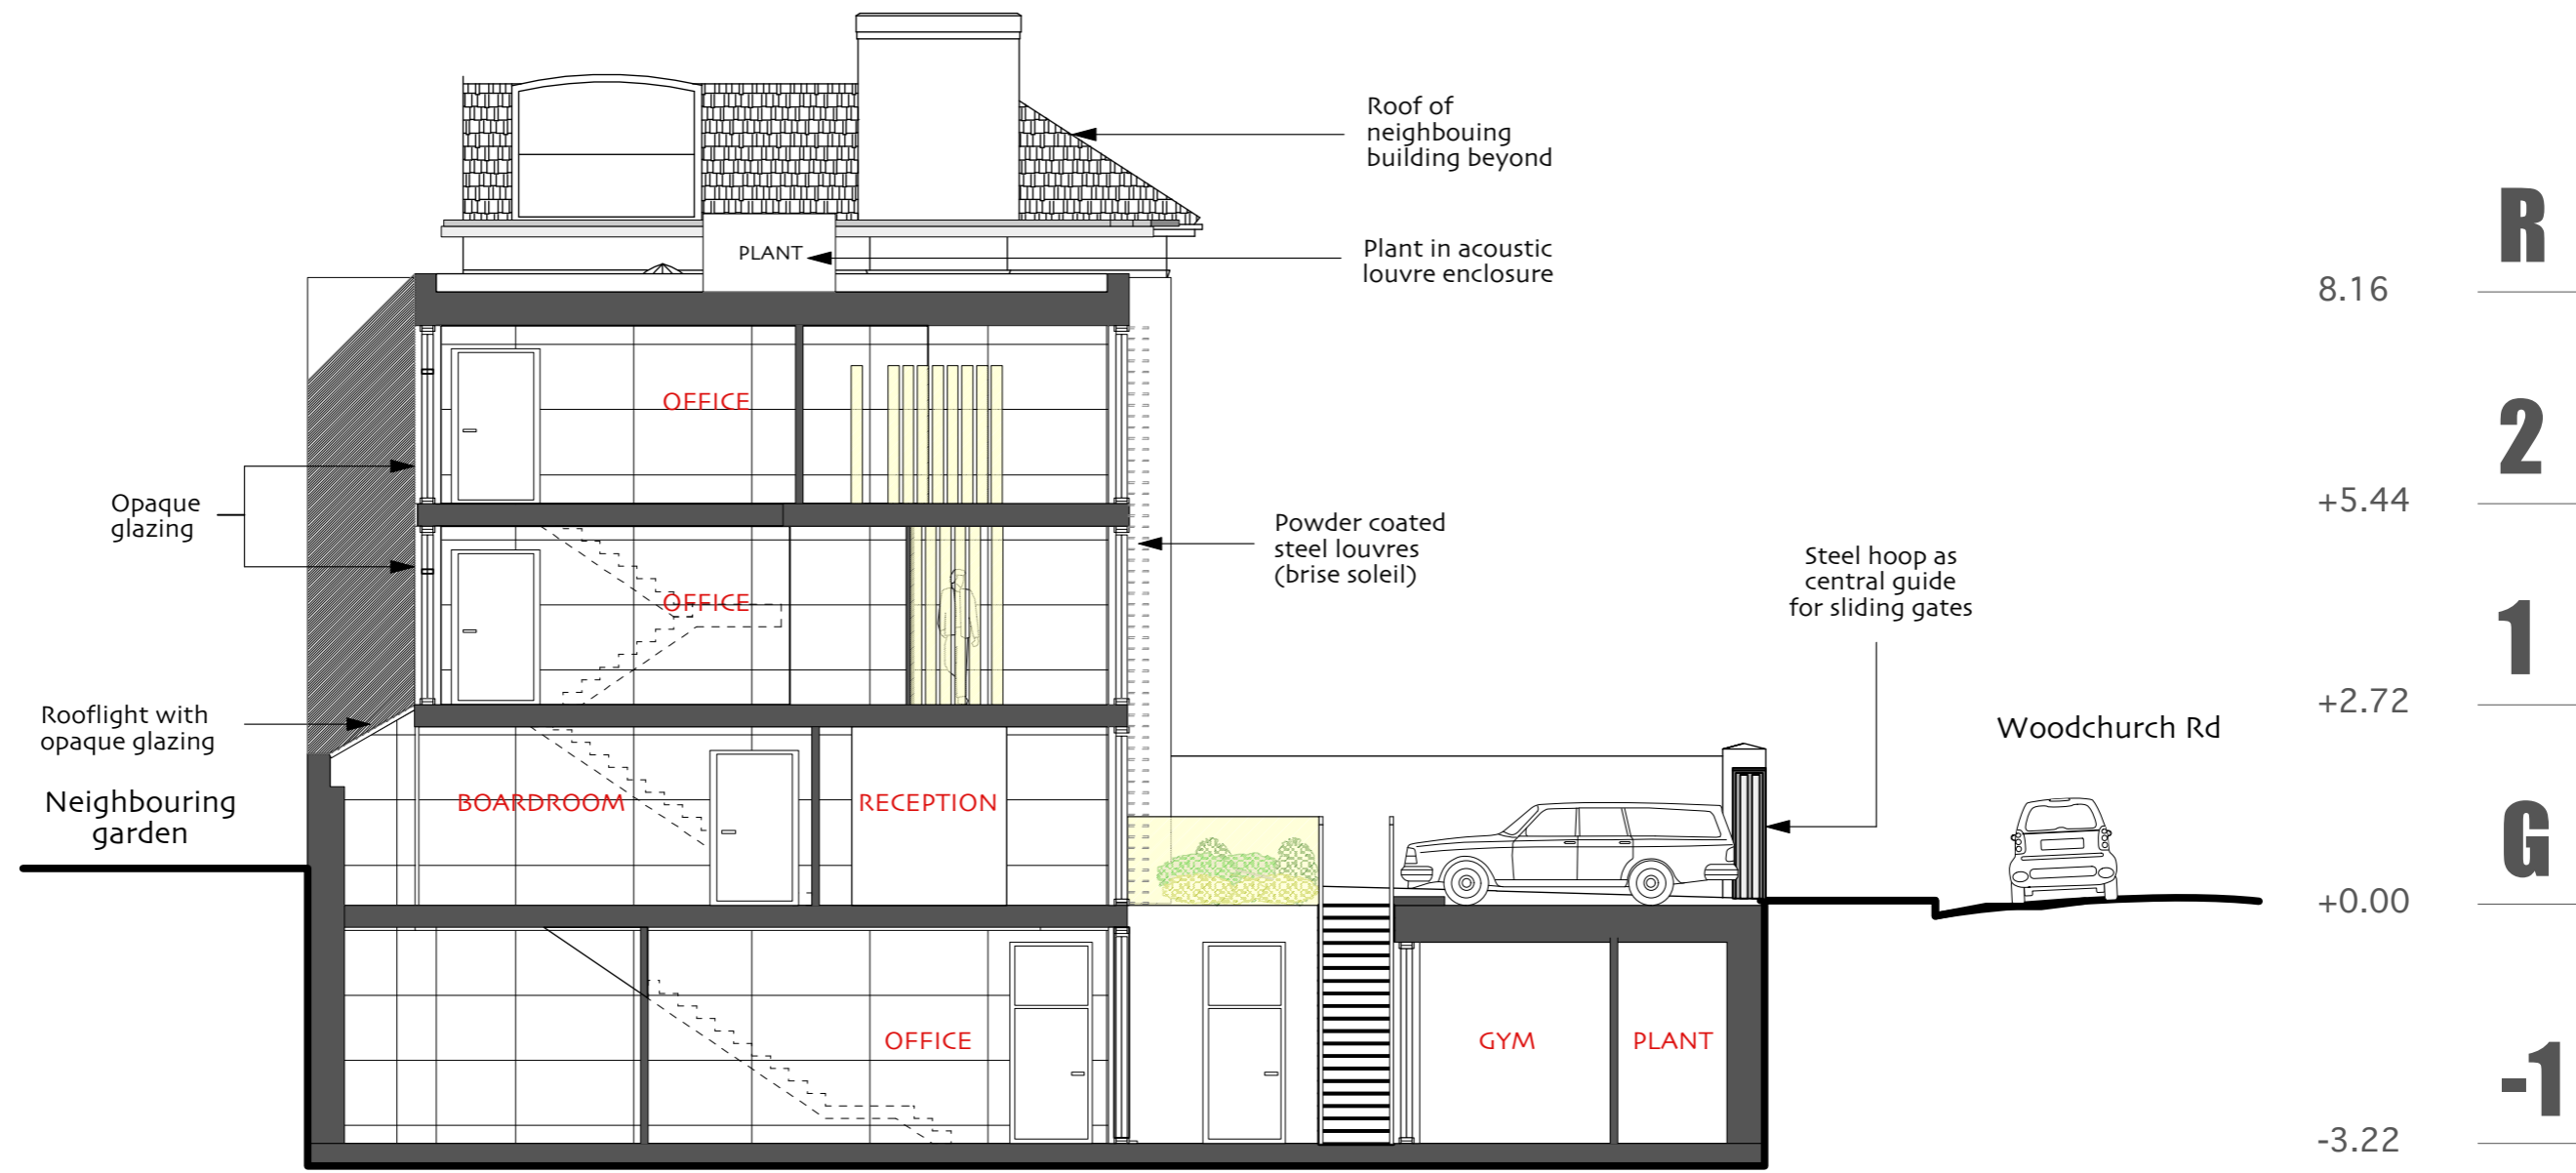 Roof of
neighbouing
building beyond
PLANT
Plant in acoustic
louvre enclosure
R
8.16
OFFICE
2
+5.44
Opaque
glazing
Powder coated
steel louvres
(brise soleil)
Steel hoop as
central guide
for sliding gates
OFFICE
1
+2.72
Rooflight with
opaque glazing
Woodchurch Rd
Neighbouring
garden
BOARDROOM
RECEPTION
G
+0.00
OFFICE
GYM
PLANT
-1
-3.22